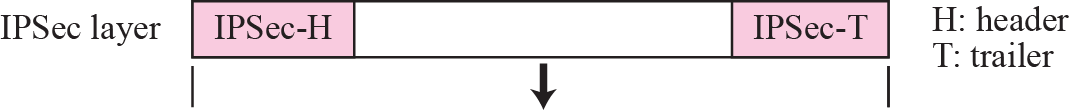 IPSec layer
IPSec-H
IPSec-T
H: header
T: trailer